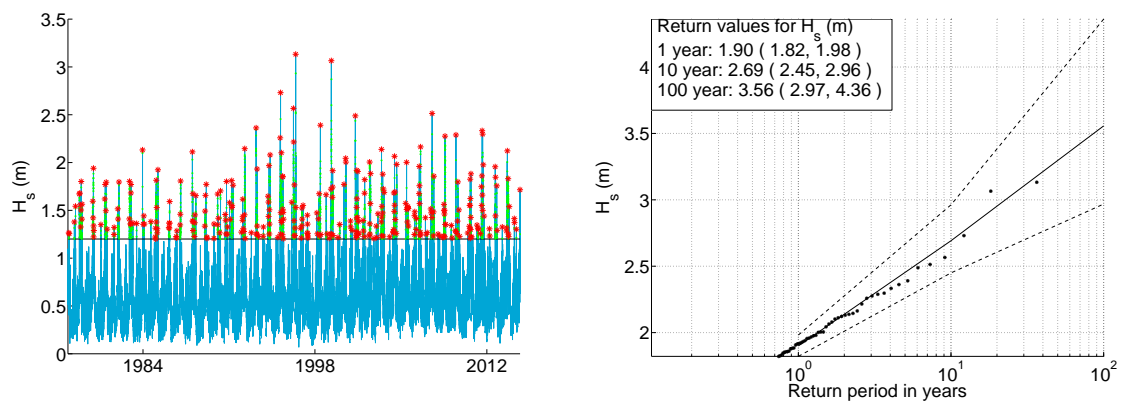 3.5
3
2.5
2
1.5
1
0.5
0
H_s (m)
1984
1998
2012
Return values for H_s (m)
1 year: 1.90 ( 1.82, 1.98)
10 year: 2.69 ( 2.45, 2.96)
100 year: 3.56 ( 2.97, 4.36 )
4
3.5
3
2.5
2
H_s (m)
10^0
10^1
10^2
Return period in years